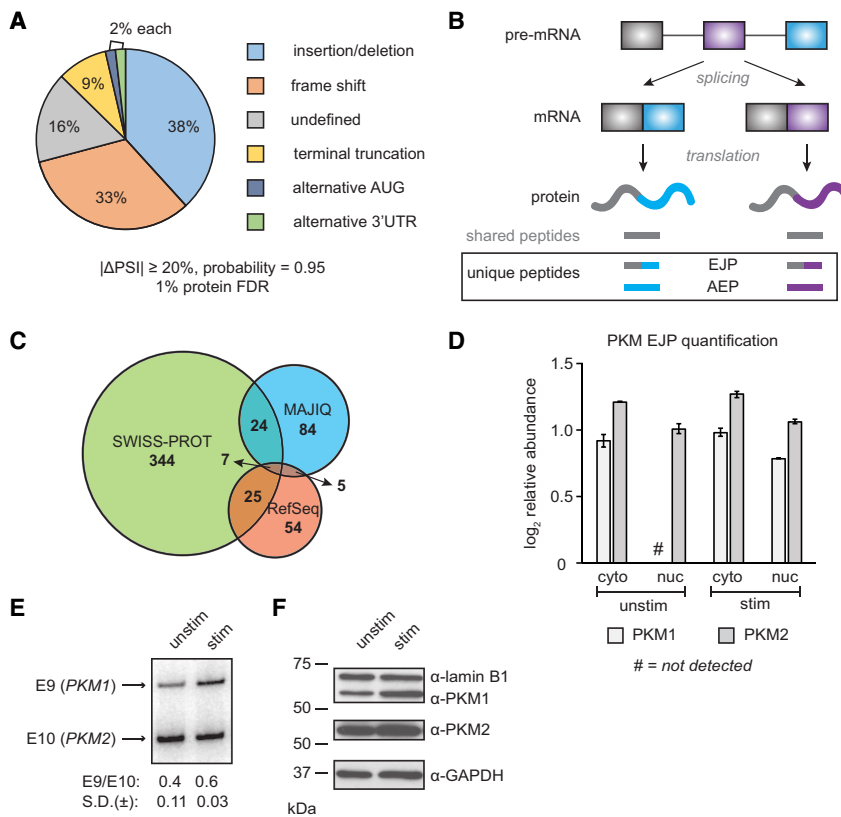 A
2% each
9%
16%
38%
33%
insertion/deletion
frame shift
undefined
terminal truncation
alternative AUG
alternative 3'UTR
|ΔPSI| ≥ 20%, probability = 0.95
1% protein FDR
B
pre-mRNA
splicing
mRNA
translation
protein
shared peptides
unique peptides
EJP
AEP
C
SWISS-PROT
344
24
MAJIQ
84
7
5
25
RefSeq
54
D
PKM EJP quantification
log2 relative abundance
1.5
1.0
0.5
0
#
cyto nuc cyto nuc
unstim stim
PKM1 PKM2
# = not detected
E
unstim stim
E9 (PKM1)
E10 (PKM2)
E9/E10: 0.4 0.6
S.D.(±): 0.11 0.03
F
unstim stim
75
α-lamin B1
α-PKM1
50
α-PKM2
50
37
α-GAPDH
kDa